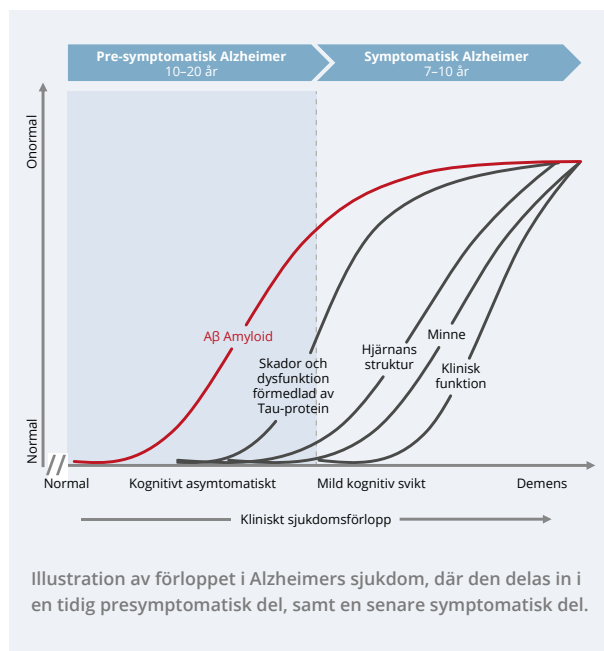 Pre-symptomatisk Alzheimer
10–20 år
Symptomatisk Alzheimer
7–10 år
Onormal
Normal
Aβ Amyloid
Skador och
dysfunktion
förmedlad av
Tau-protein
Hjärnans
struktur
Minne
Klinisk
funktion
Normal
Kognitivt asymtomatiskt
Mild kognitiv svikt
Demens
Kliniskt sjukdomsförlopp
Illustration av förloppet i Alzheimers sjukdom, där den delas in i
en tidig presymptomatisk del, samt en senare symptomatisk del.